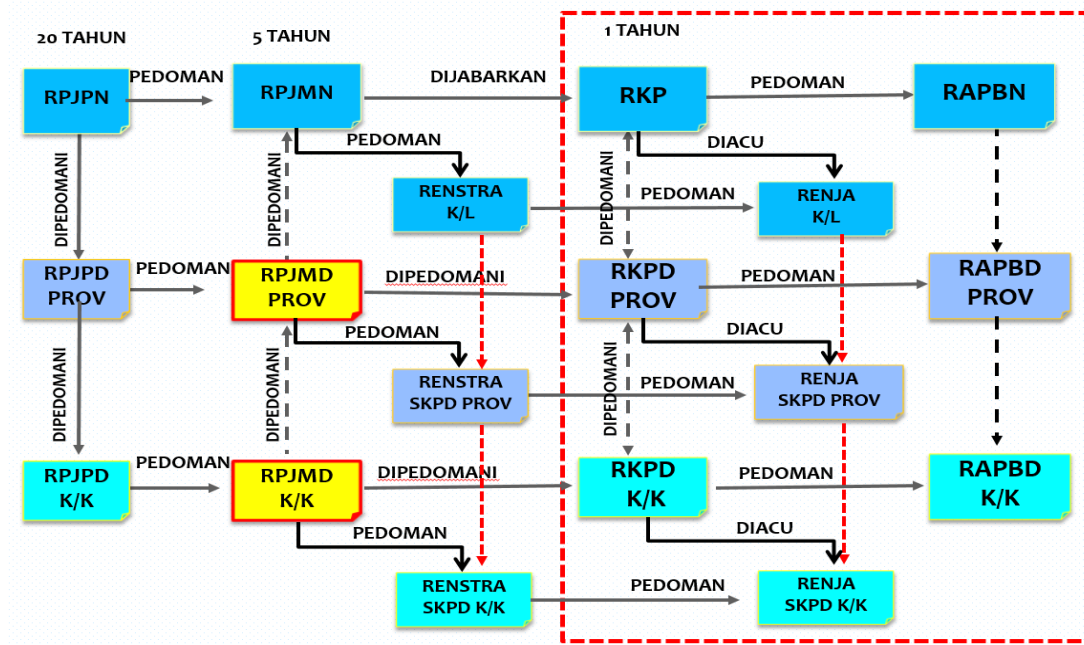 20 TAHUN
5 TAHUN
1 TAHUN
RPJPN
PEDOMAN
RPJMN
DIJABARKAN
RKP
PEDOMAN
RAPBN
DIPEDOMANI
DIPEDOMANI
PEDOMAN
RENSTRA
K/L
PEDOMAN
DIPEDOMANI
DIACU
RENJA
K/L
RPJPD
PROV
PEDOMAN
RPJMD
PROV
DIPEDOMANI
RKPD
PROV
PEDOMAN
RAPBD
PROV
DIPEDOMANI
DIPEDOMANI
PEDOMAN
RENSTRA
SKPD PROV
PEDOMAN
DIPEDOMANI
DIACU
RENJA
SKPD PROV
RPJPD
K/K
PEDOMAN
RPJMD
K/K
DIPEDOMANI
RKPD
K/K
PEDOMAN
RAPBD
K/K
PEDOMAN
RENSTRA
SKPD K/K
PEDOMAN
DIACU
RENJA
SKPD K/K